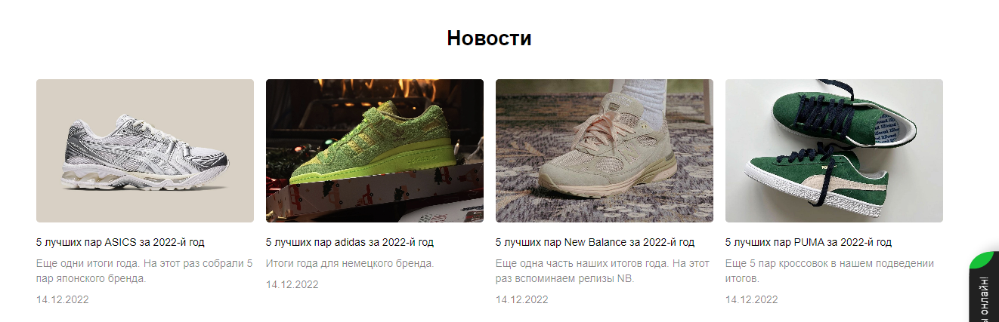 Новости
5 лучших пар ASICS за 2022-й год
Еще одни итоги года. На этот раз собрали 5
пар японского бренда.
14.12.2022
5 лучших пар adidas за 2022-й год
Итоги года для немецкого бренда.
14.12.2022
5 лучших пар New Balance за 2022-й год
Еще одна часть наших итогов года. На этот
раз вспоминаем релизы NB.
14.12.2022
5 лучших пар PUMA за 2022-й год
Еще 5 пар кроссовок в нашем подведении
итогов.
14.12.2022
ы онлайн!